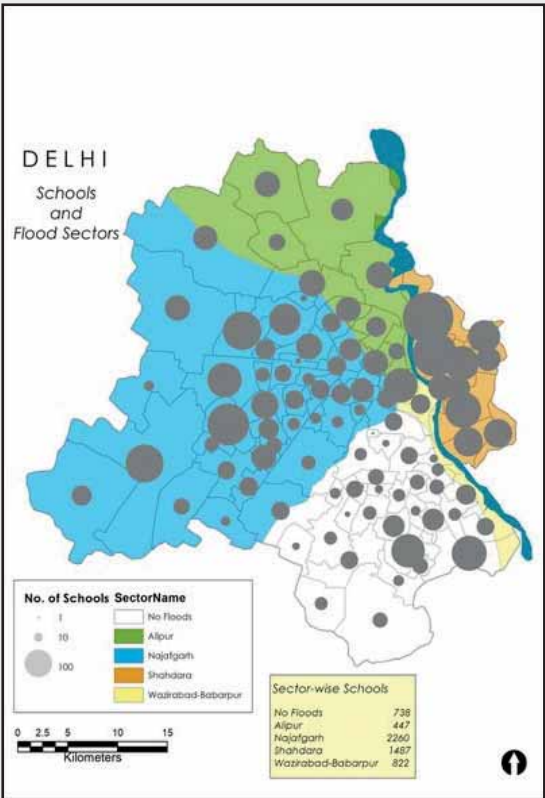 DELHI
Schools
and
Flood Sectors
No. of Schools SectorName
1
10
100
No Floods
Alipur
Najafgarh
Shahdara
Wazirabad-Babarpur
0 2.5 5 10 15
Kilometers
Sector-wise Schools
No Floods 738
Alipur 447
Najafgarh 2260
Shahdara 1487
Wazirabad-Babarpur 822